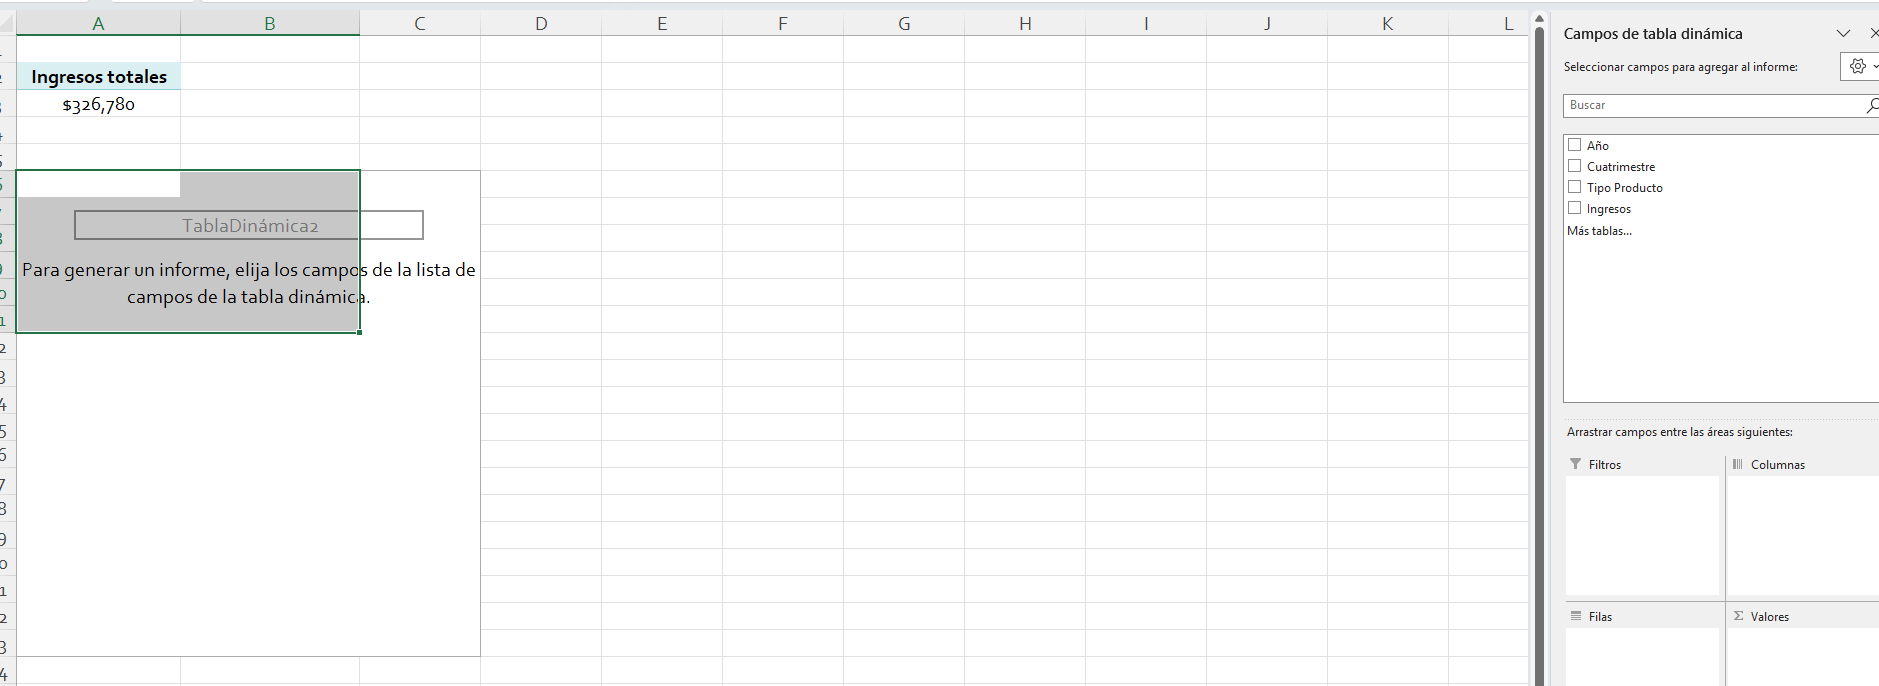 A B C D E F G H I J K L
Ingresos totales
$326,780
TablaDinámica2
Para generar un informe, elija los campos de la lista de
campos de la tabla dinámica.
Campos de tabla dinámica
Seleccionar campos para agregar al informe:
Buscar
Año
Cuatrimestre
Tipo Producto
Ingresos
Más tablas...
Arrastrar campos entre las áreas siguientes:
Filtros
Columnas
Filas
Σ Valores